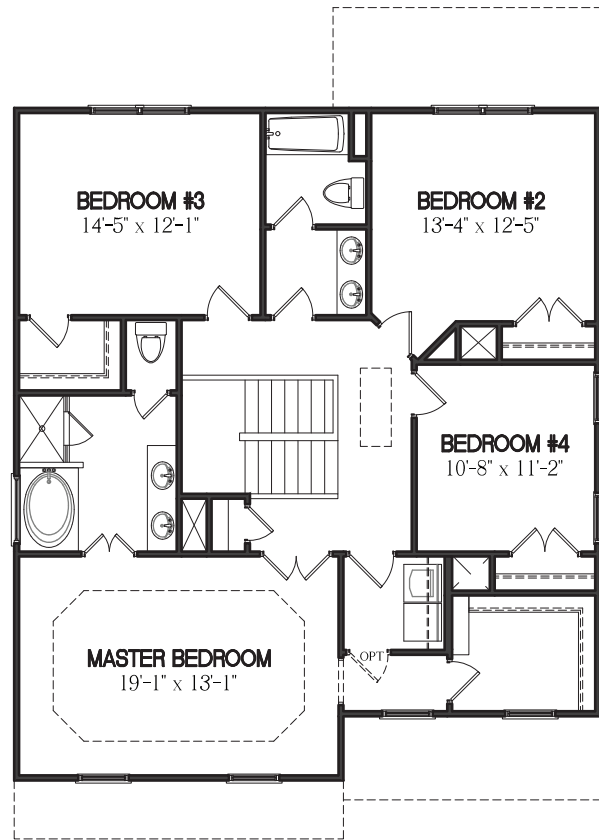 BEDROOM #3
14'-5" x 12'-1"
BEDROOM #2
13'-4" x 12'-5"
BEDROOM #4
10'-8" x 11'-2"
MASTER BEDROOM
19'-1" x 13'-1"
OPT